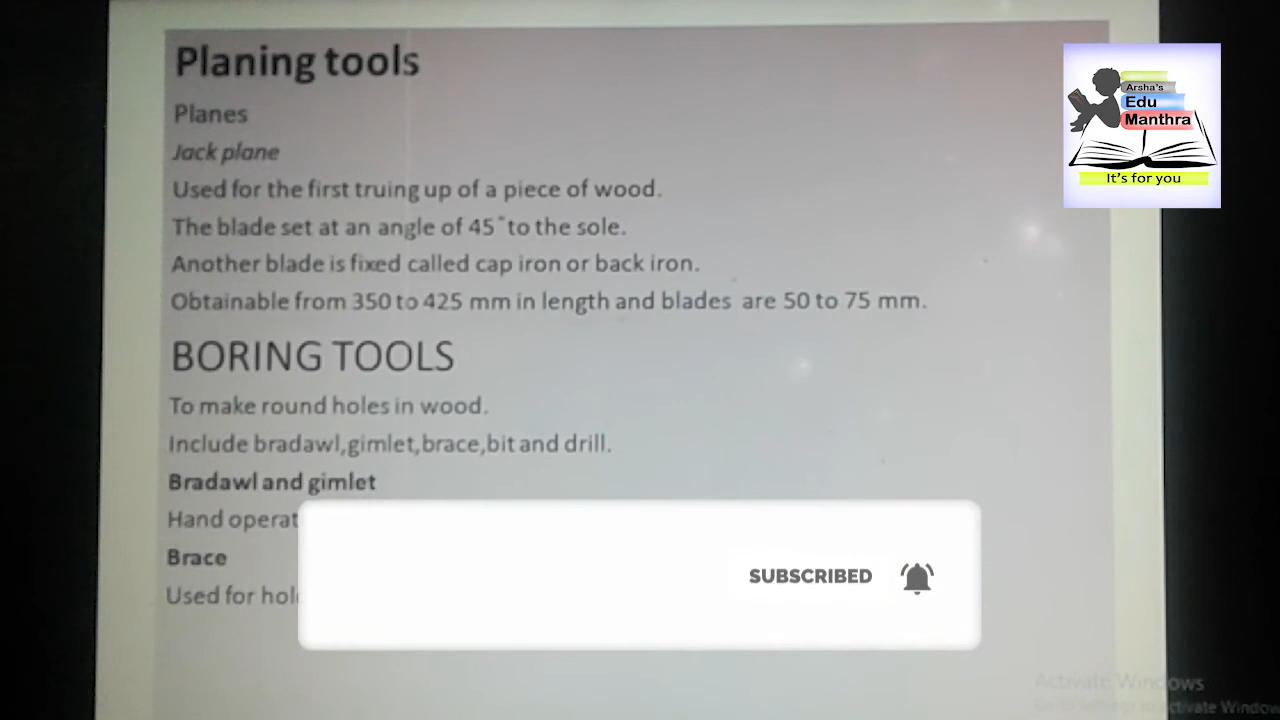 Planing tools
Planes
Jack plane
Used for the first truing up of a piece of wood.
The blade set at an angle of 45˚to the sole.
Another blade is fixed called cap iron or back iron.
Obtainable from 350 to 425 mm in length and blades are 50 to 75 mm.
BORING TOOLS
To make round holes in wood.
Include bradawl,gimlet,brace,bit and drill.
Bradawl and gimlet
Hand
Brace
Used for
SUBSCRIBED
Arsha's
Edu
Manthra
It's for you
Activate Windows